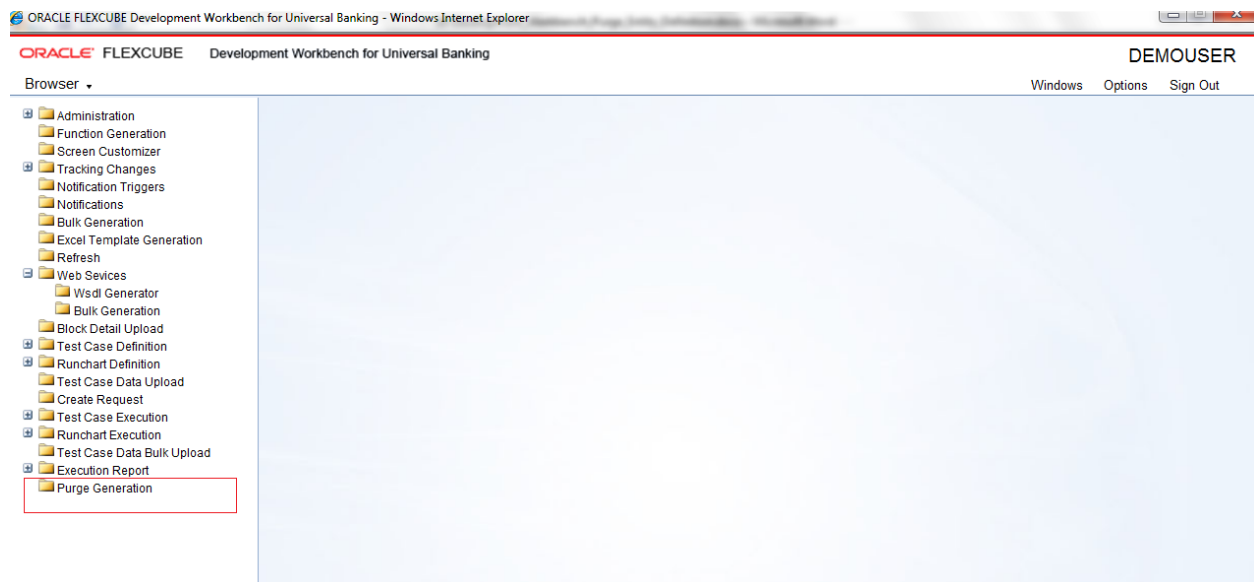 ORACLE FLEXCUBE Development Workbench for Universal Banking - Windows Internet Explorer
ORACLE FLEXCUBE Development Workbench for Universal Banking
DEMOUSER
Browser
Windows Options Sign Out
Administration
Function Generation
Screen Customizer
Tracking Changes
Notification Triggers
Notifications
Bulk Generation
Excel Template Generation
Refresh
Web Sevices
Wsdl Generator
Bulk Generation
Block Detail Upload
Test Case Definition
Runchart Definition
Test Case Data Upload
Create Request
Test Case Execution
Runchart Execution
Test Case Data Bulk Upload
Execution Report
Purge Generation